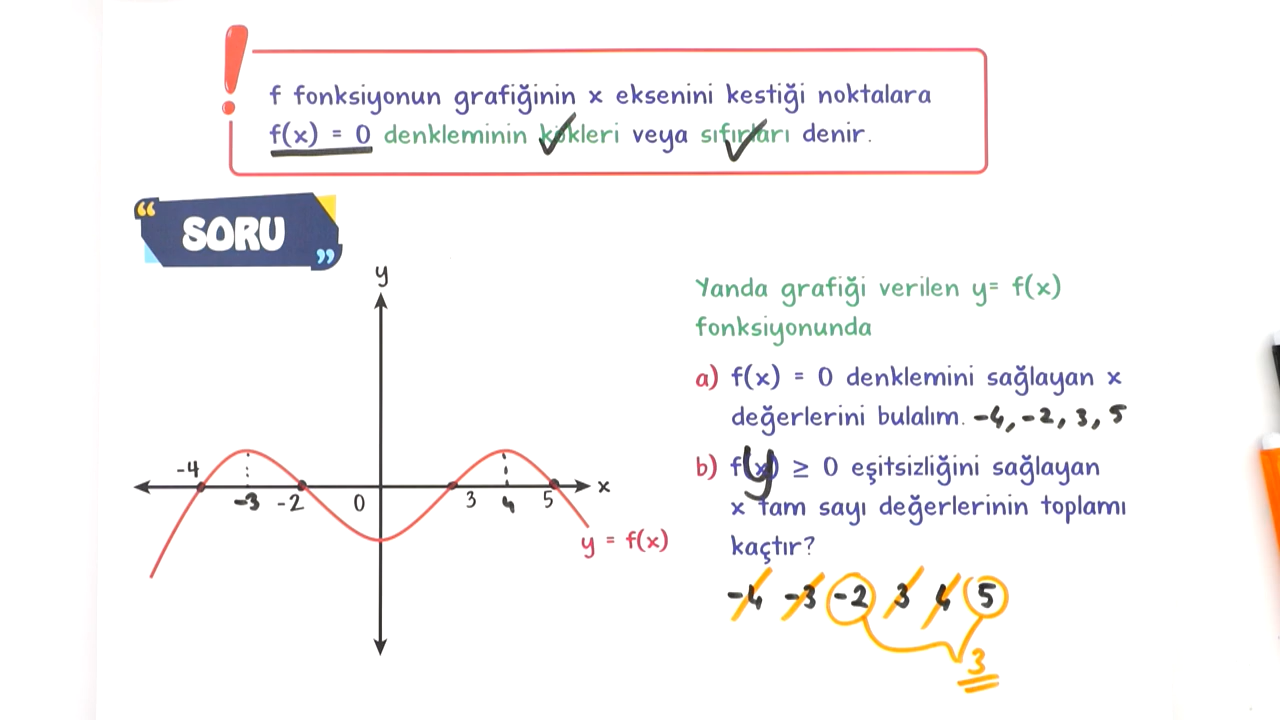 f fonksiyonun grafiğinin x eksenini kestiği noktalara
f(x) = 0 denkleminin kökleri veya sıfırları denir.
SORU
Yanda grafiği verilen y= f(x)
fonksiyonunda
a) f(x) = 0 denklemini sağlayan x
değerlerini bulalım. -4, -2, 3, 5
b) f(x) ≥ 0 eşitsizliğini sağlayan
y
x tam sayı değerlerinin toplamı
kaçtır?
-4 -3 -2 3 4 5
3
y
-4
x
-3 -2 0 3 4 5
y = f(x)